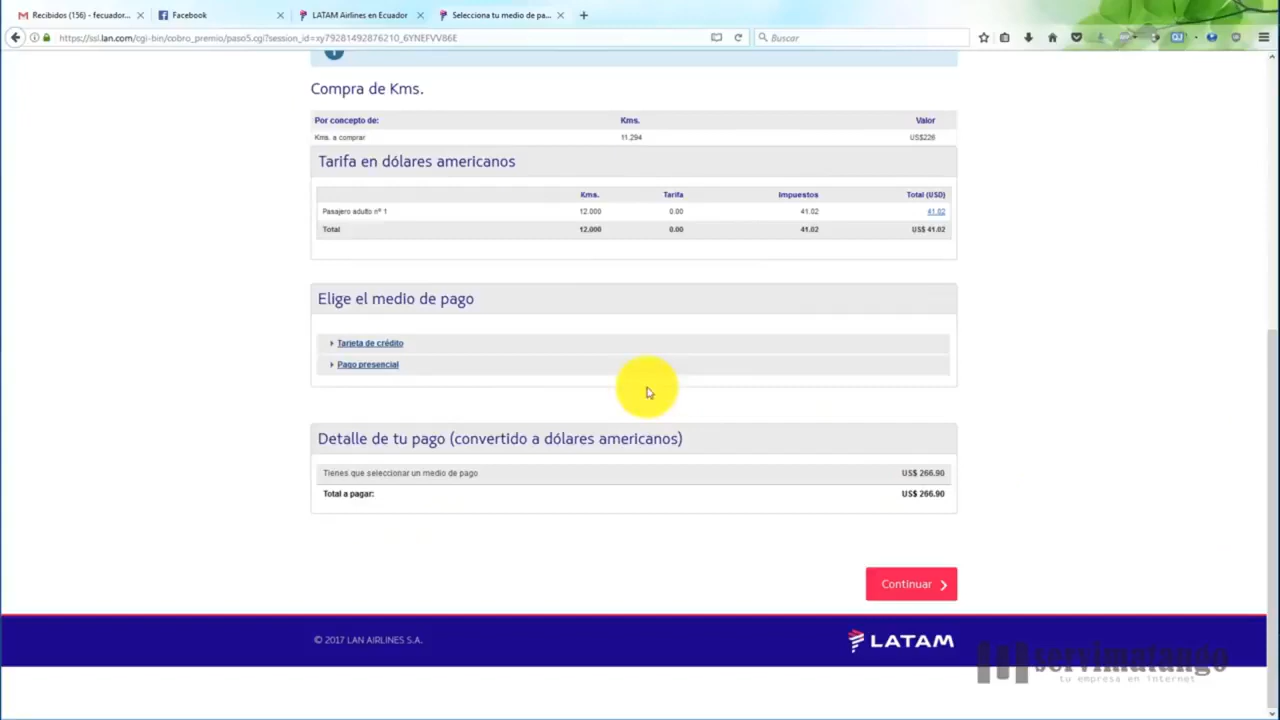 Recibidos (156) - fecuador...
Facebook
LATAM Airlines en Ecuador
Selecciona tu medio de pa...
https://ssl.lan.com/cgi-bin/cobro_premio/paso5.cgi?session_id=xy79281492876210_6YNEFVV86E
Buscar
Compra de Kms.
Por concepto de: Kms. Valor
Kms. a comprar 11.294 US$226
Tarifa en dólares americanos
Kms. Tarifa Impuestos Total (USD)
Pasajero adulto nº 1 12.000 0.00 41.02 41.02
Total 12.000 0.00 41.02 US$ 41.02
Elige el medio de pago
Tarjeta de crédito
Pago presencial
Detalle de tu pago (convertido a dólares americanos)
Tienes que seleccionar un medio de pago US$ 266.90
Total a pagar: US$ 266.90
Continuar
© 2017 LAN AIRLINES S.A.
LATAM
servimatango
tu empresa en internet